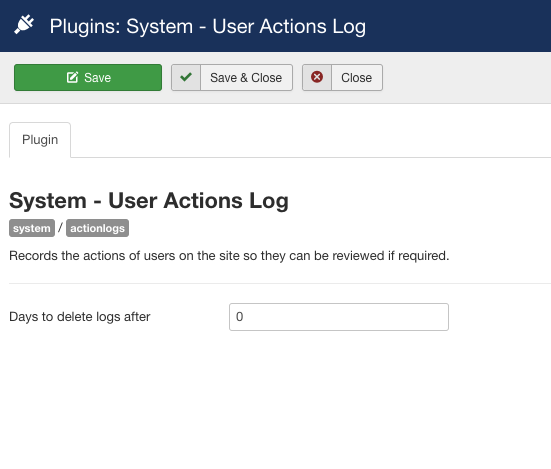 Plugins: System - User Actions Log
Save Save & Close Close
Plugin
System - User Actions Log
system / actionlogs
Records the actions of users on the site so they can be reviewed if required.
Days to delete logs after 0